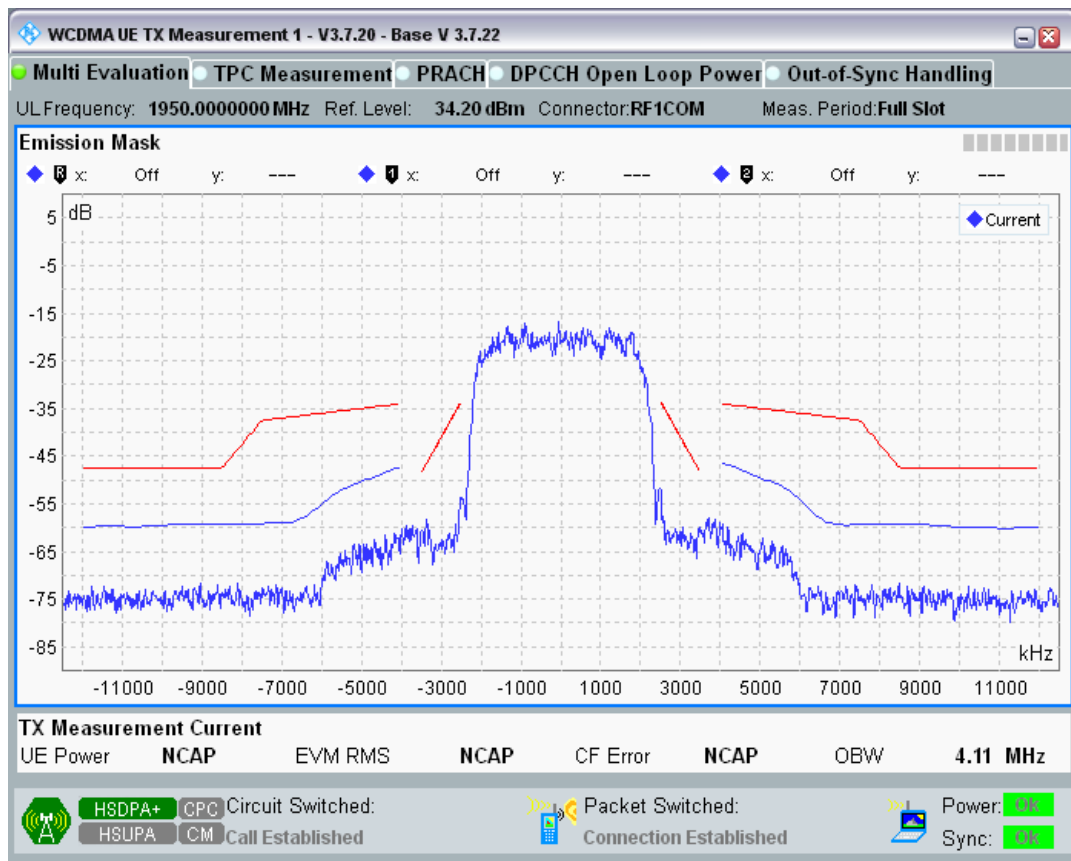 WCDMA UE TX Measurement 1 - V3.7.20 - Base V 3.7.22
Multi Evaluation TPC Measurement PRACH DPCCH Open Loop Power Out-of-Sync Handling
UL Frequency: 1950.0000000 MHz Ref. Level: 34.20 dBm Connector:RF1COM Meas. Period:Full Slot
Emission Mask
R x: Off y: --- 1 x: Off y: --- 2 x: Off y: ---
dB
Current
5
-5
-15
-25
-35
-45
-55
-65
-75
-85
kHz
-11000 -9000 -7000 -5000 -3000 -1000 1000 3000 5000 7000 9000 11000
TX Measurement Current
UE Power NCAP EVM RMS NCAP CF Error NCAP OBW 4.11 MHz
HSDPA+ CPC Circuit Switched: Packet Switched: Power: OK
HSUPA CM Call Established Connection Established Sync: OK